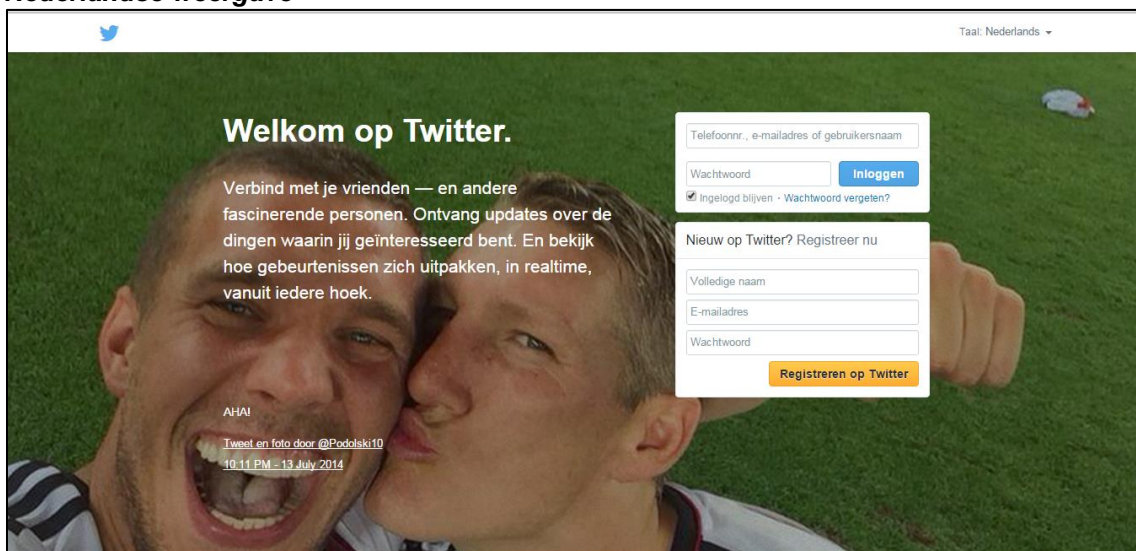 Nederlandse weergave
Taal: Nederlands
Welkom op Twitter.
Verbind met je vrienden — en andere
fascinerende personen. Ontvang updates over de
dingen waarin jij geïnteresseerd bent. En bekijk
hoe gebeurtenissen zich uitpakken, in realtime,
vanuit iedere hoek.
AHA!
Tweet en foto door @Podolski10
10:11 PM - 13 July 2014
Telefoonnr., e-mailadres of gebruikersnaam
Wachtwoord
Inloggen
Ingelogd blijven · Wachtwoord vergeten?
Nieuw op Twitter? Registreer nu
Volledige naam
E-mailadres
Wachtwoord
Registreren op Twitter